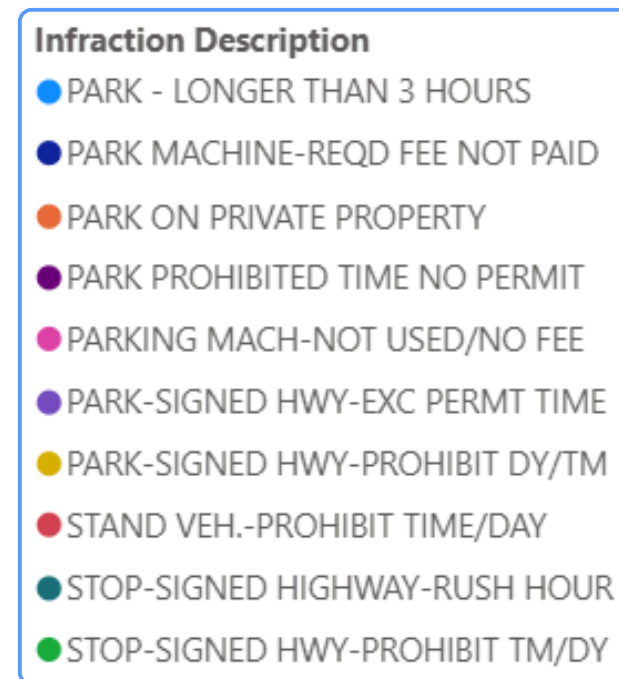 Infraction Description
PARK - LONGER THAN 3 HOURS
PARK MACHINE-REQD FEE NOT PAID
PARK ON PRIVATE PROPERTY
PARK PROHIBITED TIME NO PERMIT
PARKING MACH-NOT USED/NO FEE
PARK-SIGNED HWY-EXC PERMT TIME
PARK-SIGNED HWY-PROHIBIT DY/TM
STAND VEH.-PROHIBIT TIME/DAY
STOP-SIGNED HIGHWAY-RUSH HOUR
STOP-SIGNED HWY-PROHIBIT TM/DY